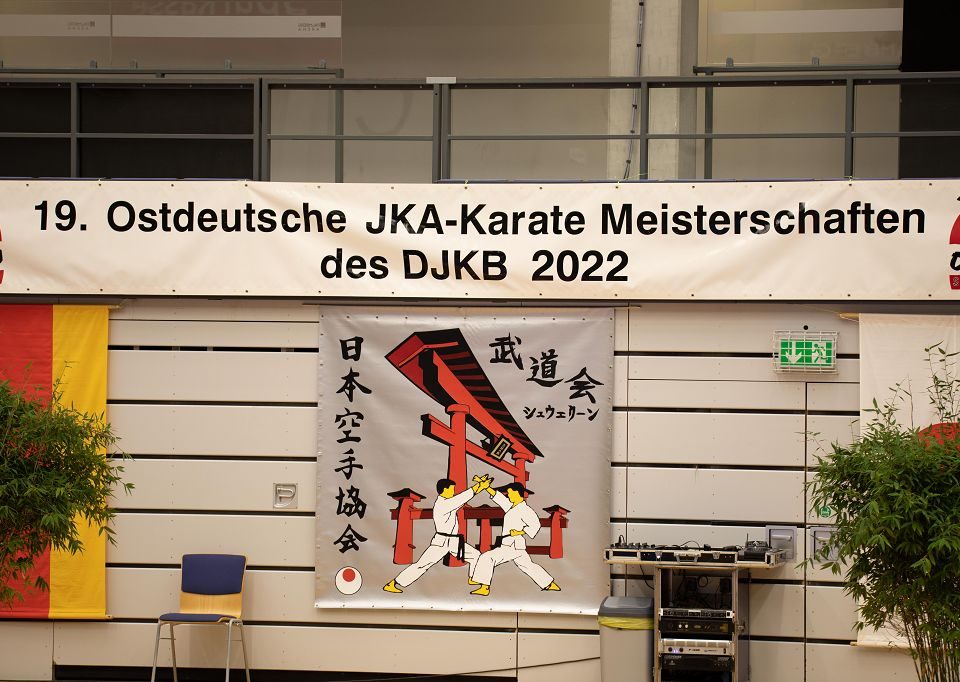 19. Ostdeutsche JKA-Karate Meisterschaften
des DJKB 2022
日本空手協会
武道会
シュウェリーン
P